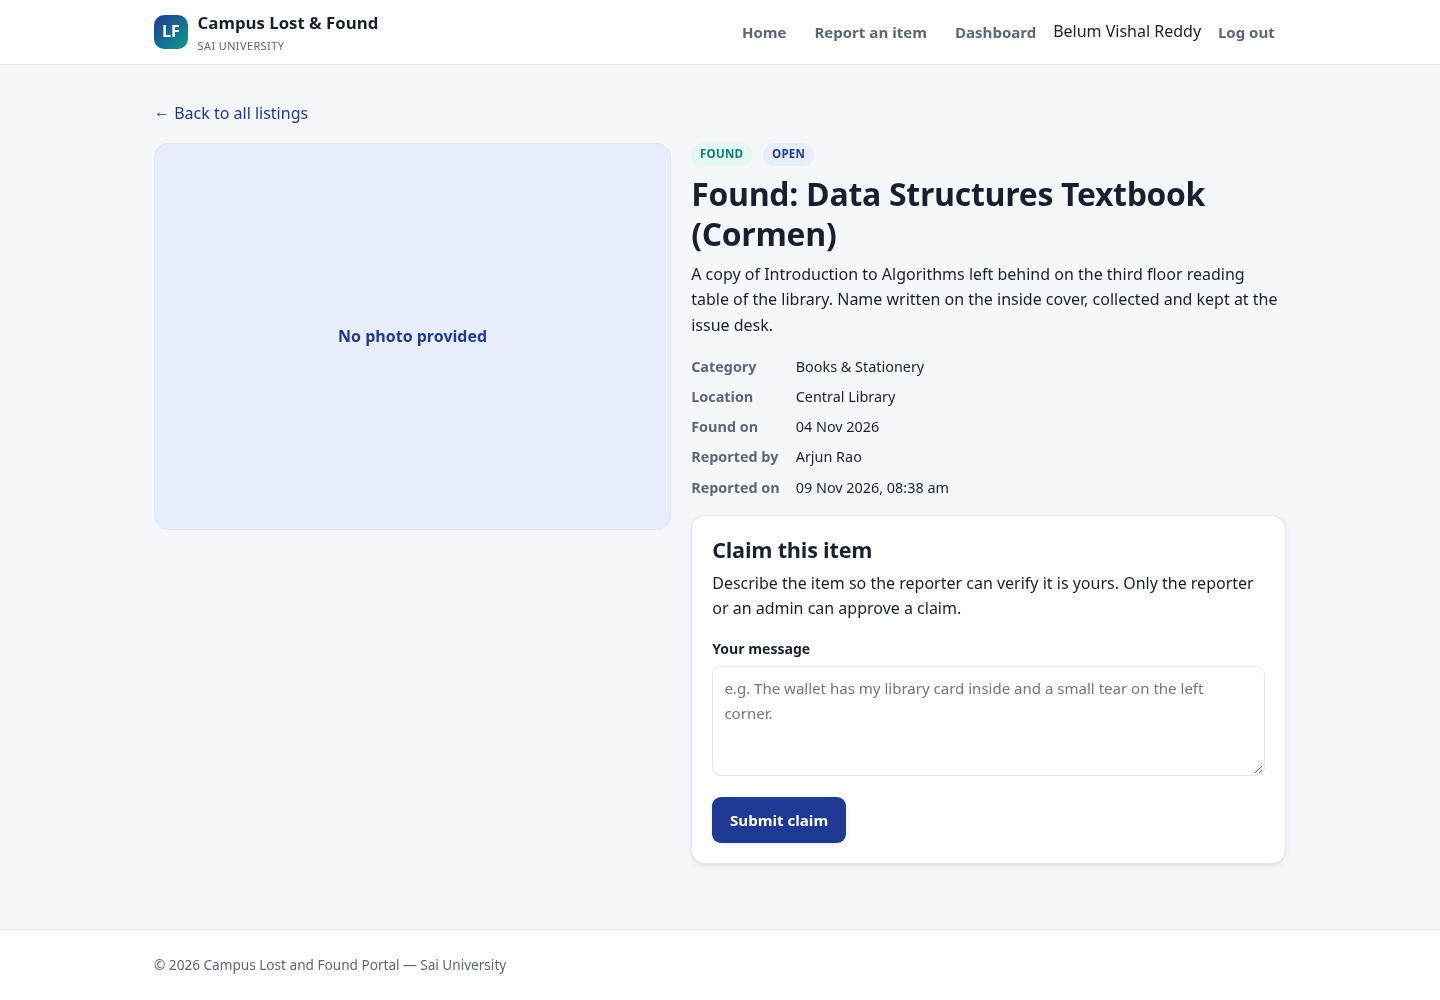 LF
Campus Lost & Found
SAI UNIVERSITY
Home
Report an item
Dashboard
Belum Vishal Reddy
Log out
← Back to all listings
No photo provided
FOUND
OPEN
Found: Data Structures Textbook
(Cormen)
A copy of Introduction to Algorithms left behind on the third floor reading
table of the library. Name written on the inside cover, collected and kept at the
issue desk.
Category Books & Stationery
Location Central Library
Found on 04 Nov 2026
Reported by Arjun Rao
Reported on 09 Nov 2026, 08:38 am
Claim this item
Describe the item so the reporter can verify it is yours. Only the reporter
or an admin can approve a claim.
Your message
e.g. The wallet has my library card inside and a small tear on the left
corner.
Submit claim
© 2026 Campus Lost and Found Portal — Sai University